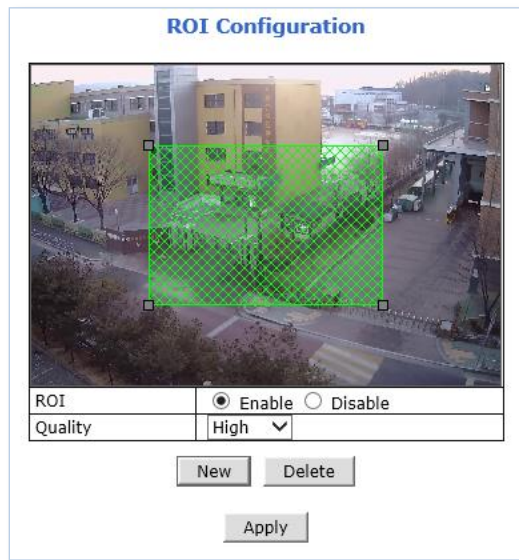 ROI Configuration
ROI Enable Disable
Quality High
New Delete
Apply